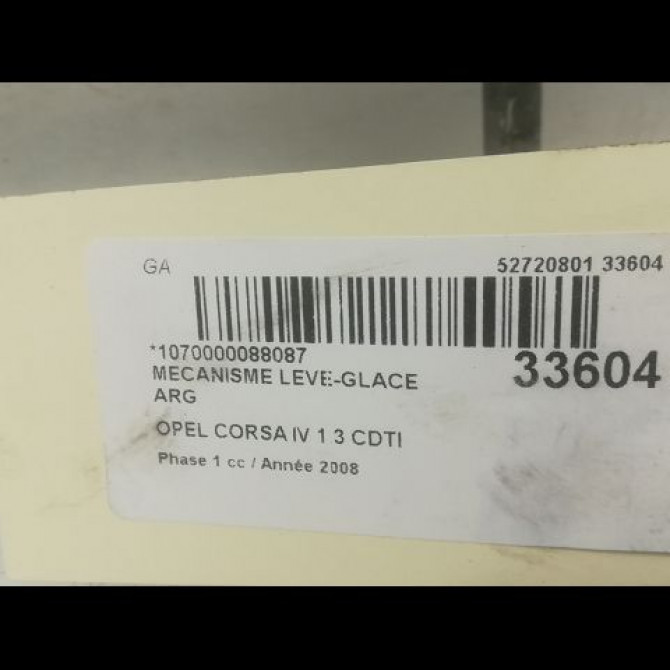 GA 52720801 33604
*1070000088087
33604
MECANISME LEVE-GLACE
ARG
OPEL CORSA IV 1 3 CDTI
Phase 1 cc / Année 2008